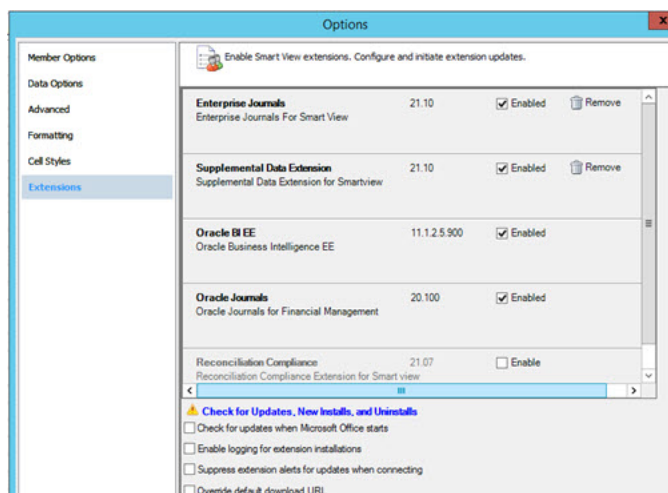 Options
x
Member Options
Data Options
Advanced
Formatting
Cell Styles
Extensions
Enable Smart View extensions. Configure and initiate extension updates.
Enterprise Journals 21.10 Enabled Remove
Enterprise Journals For Smart View
Supplemental Data Extension 21.10 Enabled Remove
Supplemental Data Extension for Smartview
Oracle BI EE 11.1.2.5.900 Enabled
Oracle Business Intelligence EE
Oracle Journals 20.100 Enabled
Oracle Journals for Financial Management
Reconciliation Compliance 21.07 Enable
Reconciliation Compliance Extension for Smart view
Check for Updates, New Installs, and Uninstalls
Check for updates when Microsoft Office starts
Enable logging for extension installations
Suppress extension alerts for updates when connecting
Override default download URL